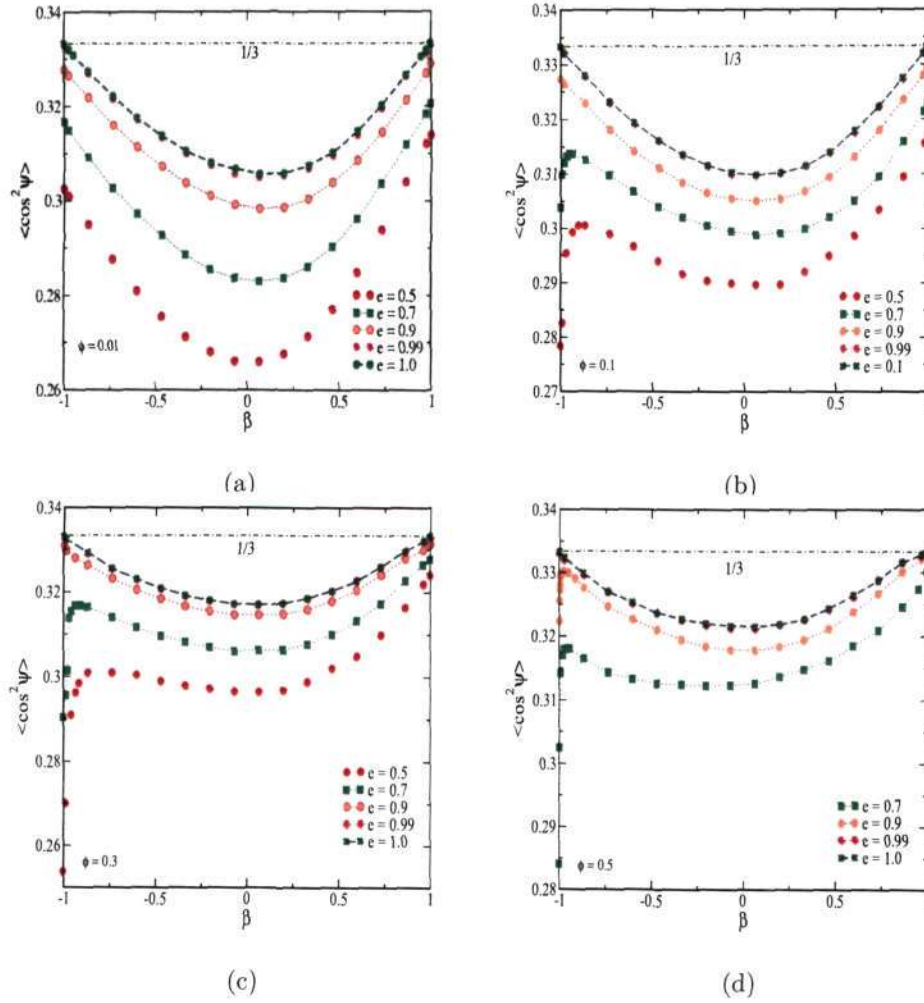 0.34
0.32
0.3
0.28
0.26
<cos²ψ>
1/3
e = 0.5
e = 0.7
e = 0.9
e = 0.99
e = 1.0
ϕ = 0.01
-1
-0.5
0
0.5
1
β
(a)
0.34
0.33
0.32
0.31
0.3
0.29
0.28
0.27
<cos²ψ>
1/3
e = 0.5
e = 0.7
e = 0.9
e = 0.99
e = 0.1
ϕ = 0.1
-1
-0.5
0
0.5
β
(b)
0.34
0.32
0.3
0.28
0.26
<cos²ψ>
1/3
e = 0.5
e = 0.7
e = 0.9
e = 0.99
e = 1.0
ϕ = 0.3
-1
-0.5
0
0.5
1
β
(c)
0.34
0.33
0.32
0.31
0.3
0.29
0.28
<cos²ψ>
1/3
e = 0.7
e = 0.9
e = 0.99
e = 1.0
ϕ = 0.5
-1
-0.5
0
0.5
β
(d)